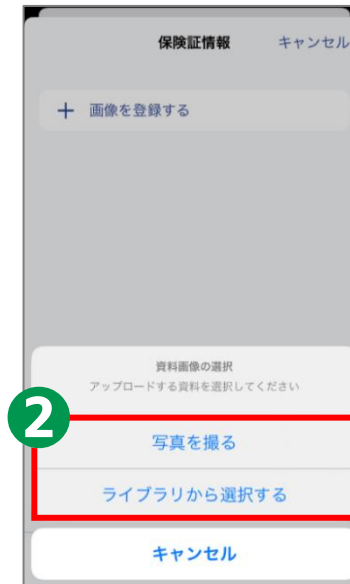 保険証情報 キャンセル
＋ 画像を登録する
資料画像の選択
アップロードする資料を選択してください
2
写真を撮る
ライブラリから選択する
キャンセル